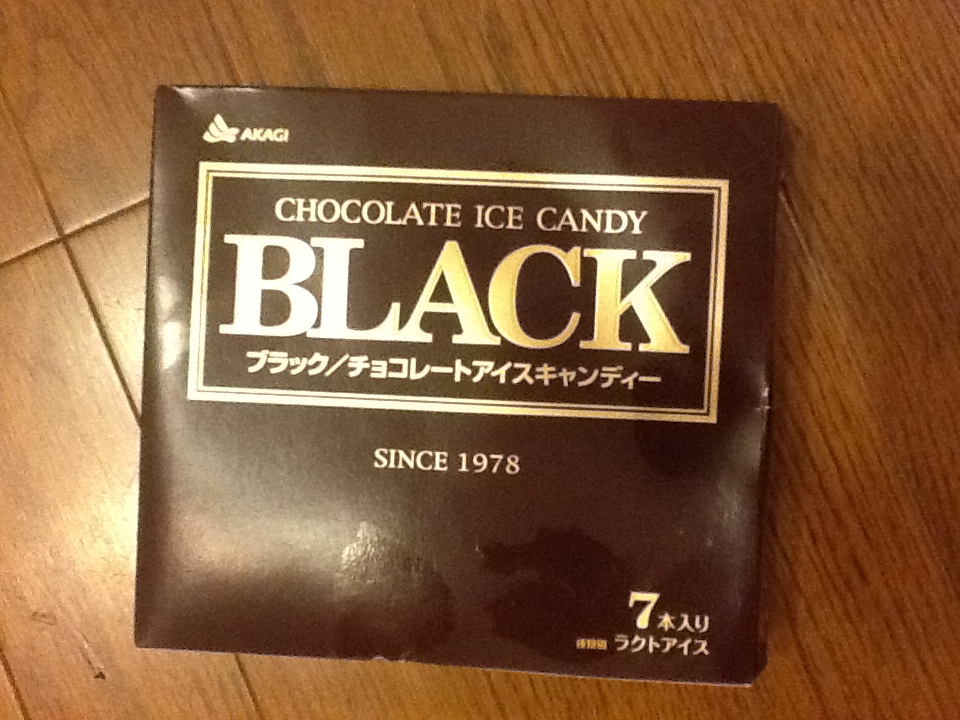 AKAGI
CHOCOLATE ICE CANDY
BLACK
ブラック/チョコレートアイスキャンディー
SINCE 1978
7本入り
ラクトアイス